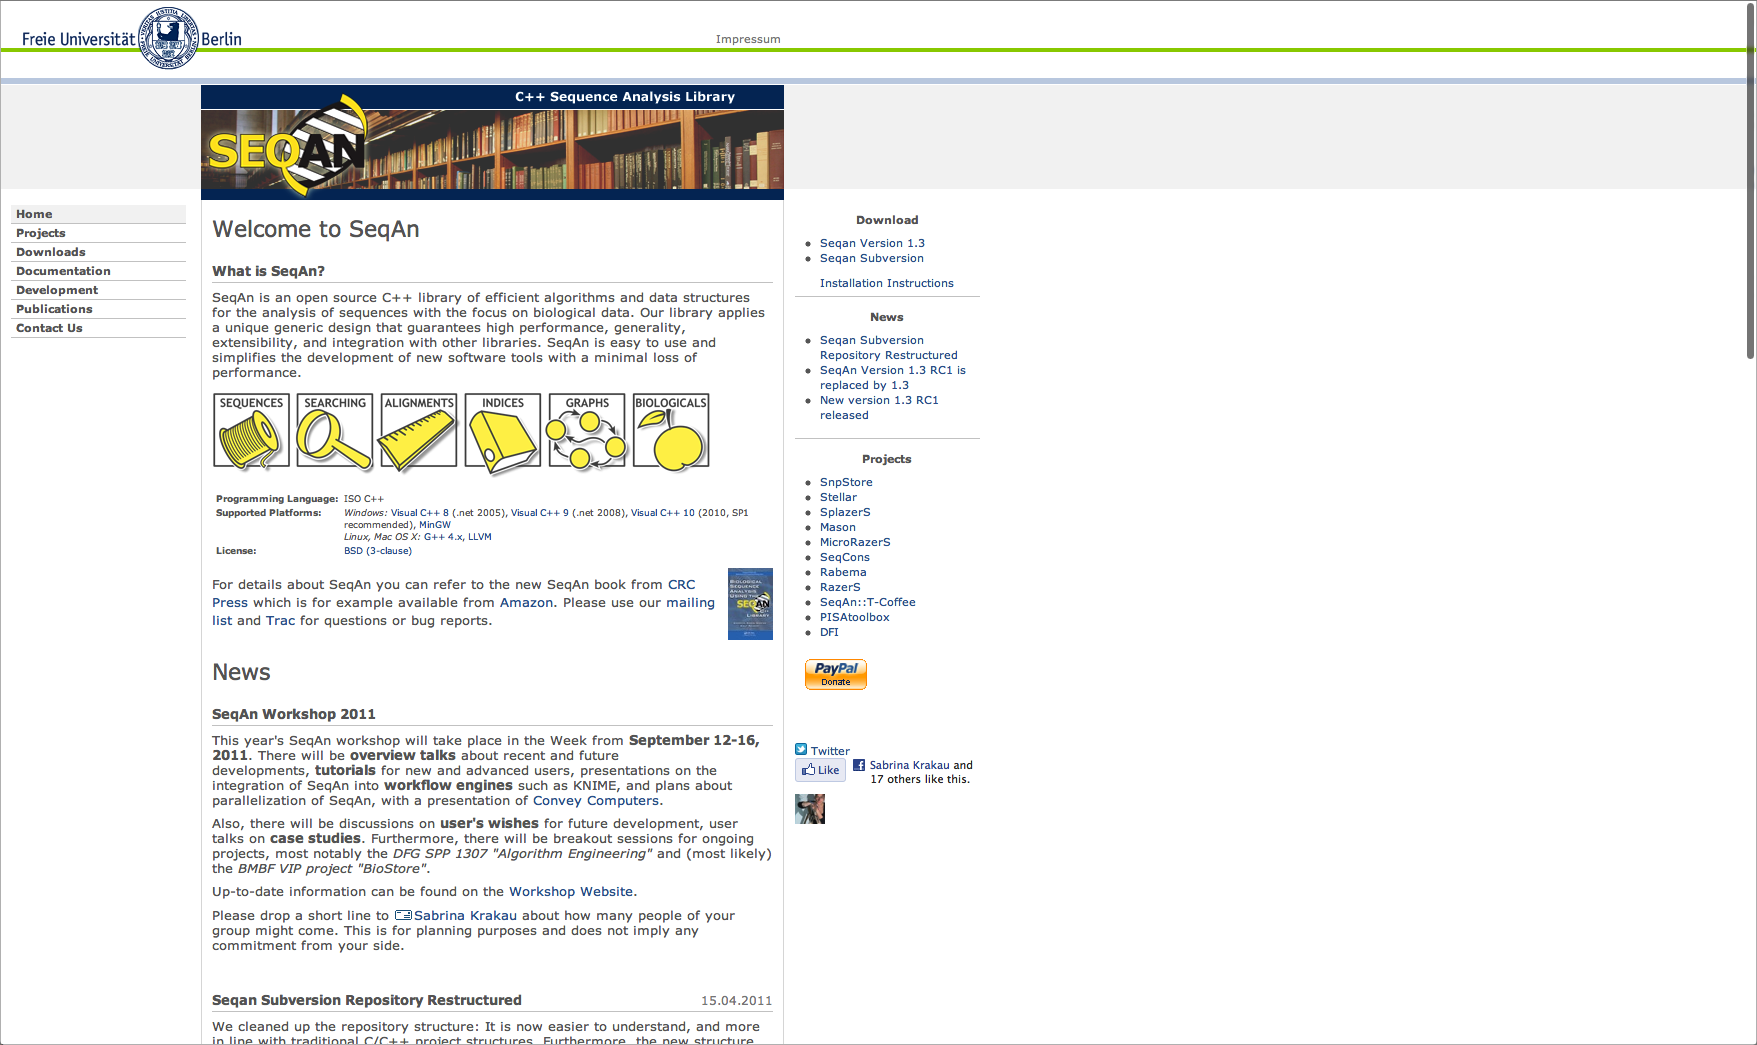 Freie Universität Berlin
Impressum
C++ Sequence Analysis Library
SEQAN
Home
Projects
Downloads
Documentation
Development
Publications
Contact Us
Welcome to SeqAn
What is SeqAn?
SeqAn is an open source C++ library of efficient algorithms and data structures
for the analysis of sequences with the focus on biological data. Our library applies
a unique generic design that guarantees high performance, generality,
extensibility, and integration with other libraries. SeqAn is easy to use and
simplifies the development of new software tools with a minimal loss of
performance.
SEQUENCES SEARCHING ALIGNMENTS INDICES GRAPHS BIOLOGICALS
Programming Language: ISO C++
Supported Platforms: Windows: Visual C++ 8 (.net 2005), Visual C++ 9 (.net 2008), Visual C++ 10 (2010, SP1
recommended), MinGW
Linux, Mac OS X: G++ 4.x, LLVM
License: BSD (3-clause)
For details about SeqAn you can refer to the new SeqAn book from CRC
Press which is for example available from Amazon. Please use our mailing
list and Trac for questions or bug reports.
BIOLOGICAL
SEQUENCE
ANALYSIS
USING THE
SEQAN
LIBRARY
News
SeqAn Workshop 2011
This year's SeqAn workshop will take place in the Week from September 12-16,
2011. There will be overview talks about recent and future
developments, tutorials for new and advanced users, presentations on the
integration of SeqAn into workflow engines such as KNIME, and plans about
parallelization of SeqAn, with a presentation of Convey Computers.
Also, there will be discussions on user's wishes for future development, user
talks on case studies. Furthermore, there will be breakout sessions for ongoing
projects, most notably the DFG SPP 1307 "Algorithm Engineering" and (most likely)
the BMBF VIP project "BioStore".
Up-to-date information can be found on the Workshop Website.
Please drop a short line to Sabrina Krakau about how many people of your
group might come. This is for planning purposes and does not imply any
commitment from your side.
Seqan Subversion Repository Restructured 15.04.2011
We cleaned up the repository structure: It is now easier to understand, and more
in line with traditional C/C++ project structures. Furthermore, the new structure
Download
Seqan Version 1.3
Seqan Subversion
Installation Instructions
News
Seqan Subversion
Repository Restructured
SeqAn Version 1.3 RC1 is
replaced by 1.3
New version 1.3 RC1
released
Projects
SnpStore
Stellar
SplazerS
Mason
MicroRazerS
SeqCons
Rabema
RazerS
SeqAn::T-Coffee
PISAtoolbox
DFI
PayPal
Donate
Twitter
Like
Sabrina Krakau and
17 others like this.